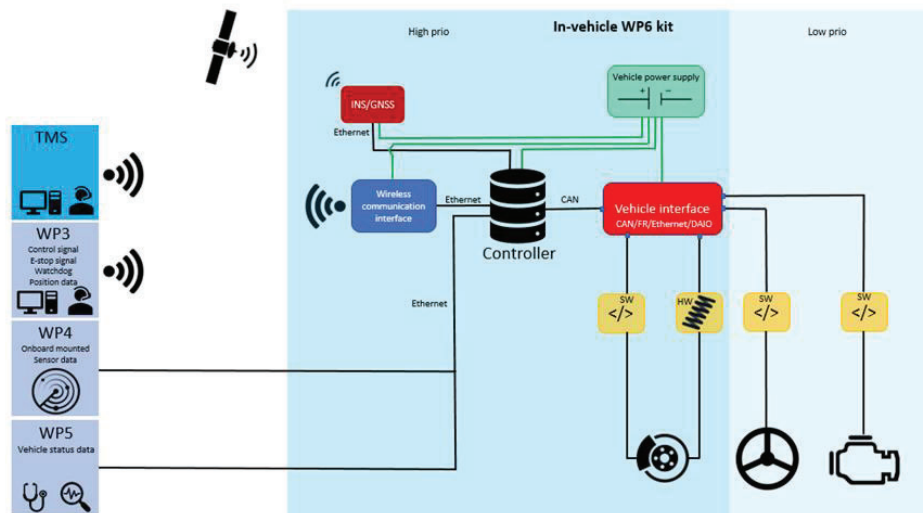 High prio
In-vehicle WP6 kit
Low prio
Vehicle power supply
+ −
INS/GNSS
Ethernet
TMS
Wireless
communication
interface
Ethernet
CAN
Vehicle interface
CAN/FR/Ethernet/DAIO
Controller
WP3
Control signal
E-stop signal
Watchdog
Position data
Ethernet
SW
</>
HW
SW
</>
SW
</>
WP4
Onboard mounted
Sensor data
WP5
Vehicle status data